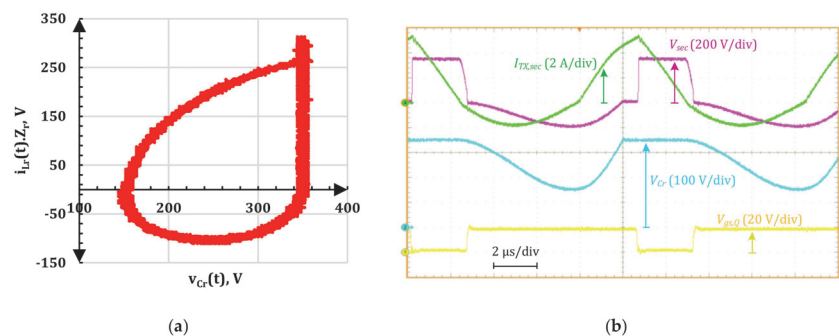 (a)
350
250
150
50
-50
-150
100
200
300
400
i_Lr(t).Z_r, V
v_Cr(t), V
(b)
I_TX,sec (2 A/div)
V_sec (200 V/div)
V_Cr (100 V/div)
V_gs,Q (20 V/div)
2 μs/div
(a)
(b)